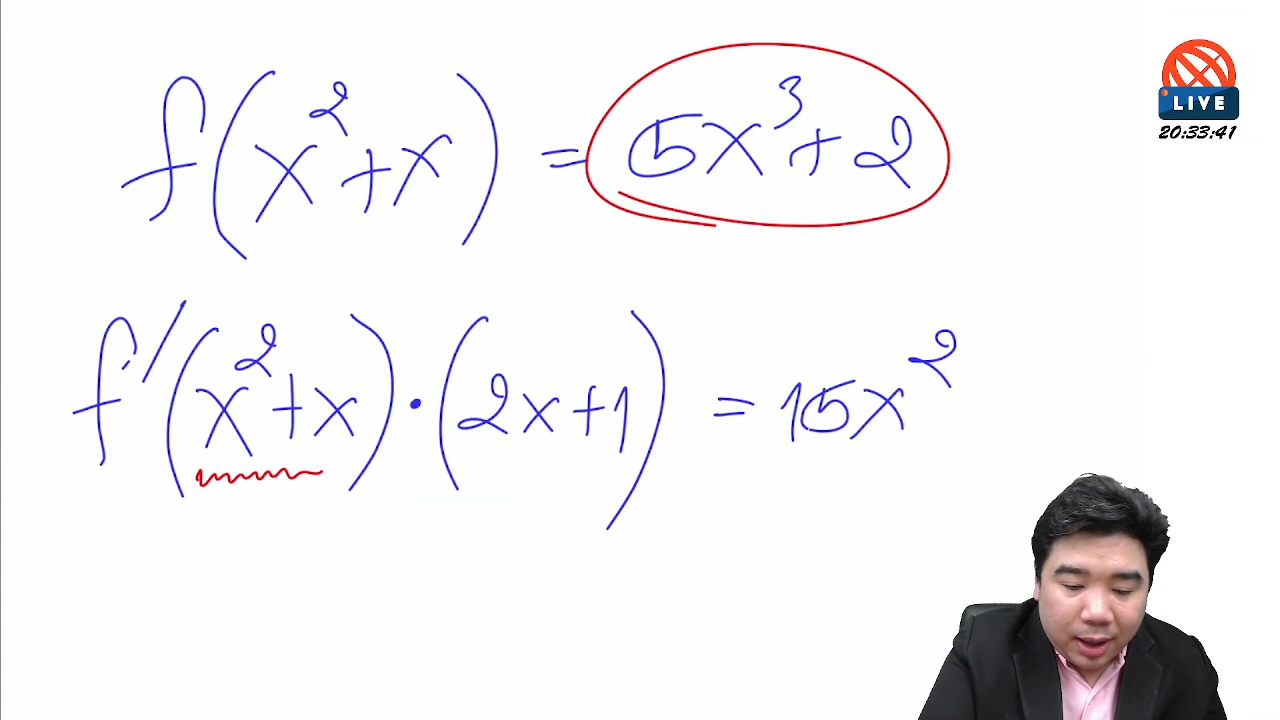 LIVE
20:33:41
f(x²+x) = 5x³+2
f′(x²+x)·(2x+1) = 15x²